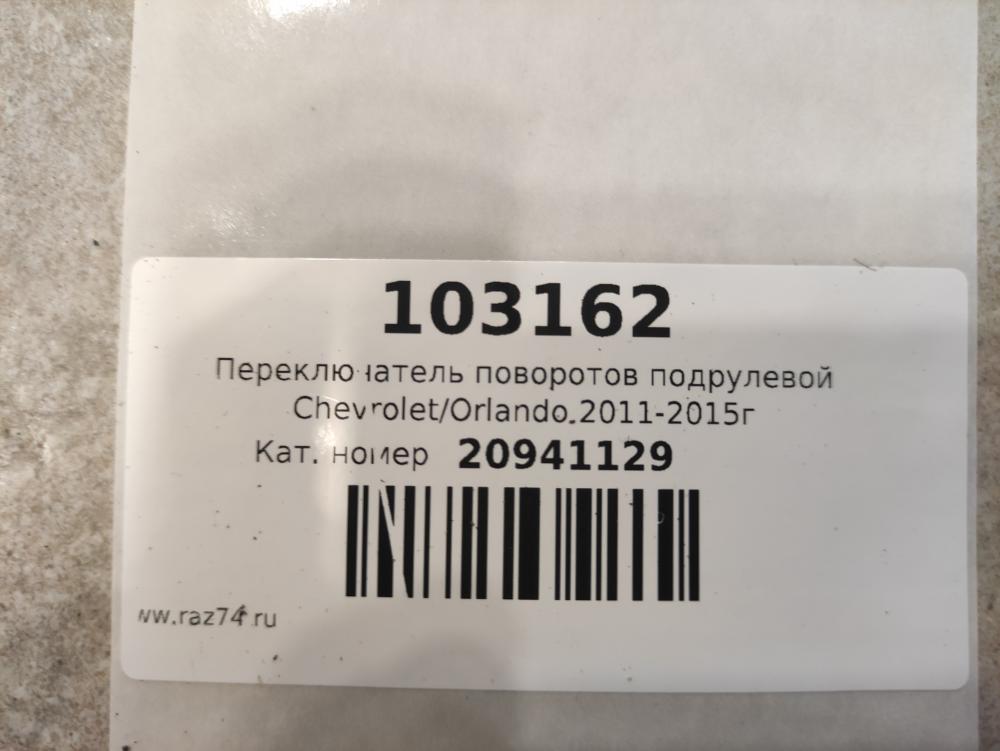 103162
Переключатель поворотов подрулевой
Chevrolet/Orlando.2011-2015г
Кат. номер 20941129
ww.raz74.ru